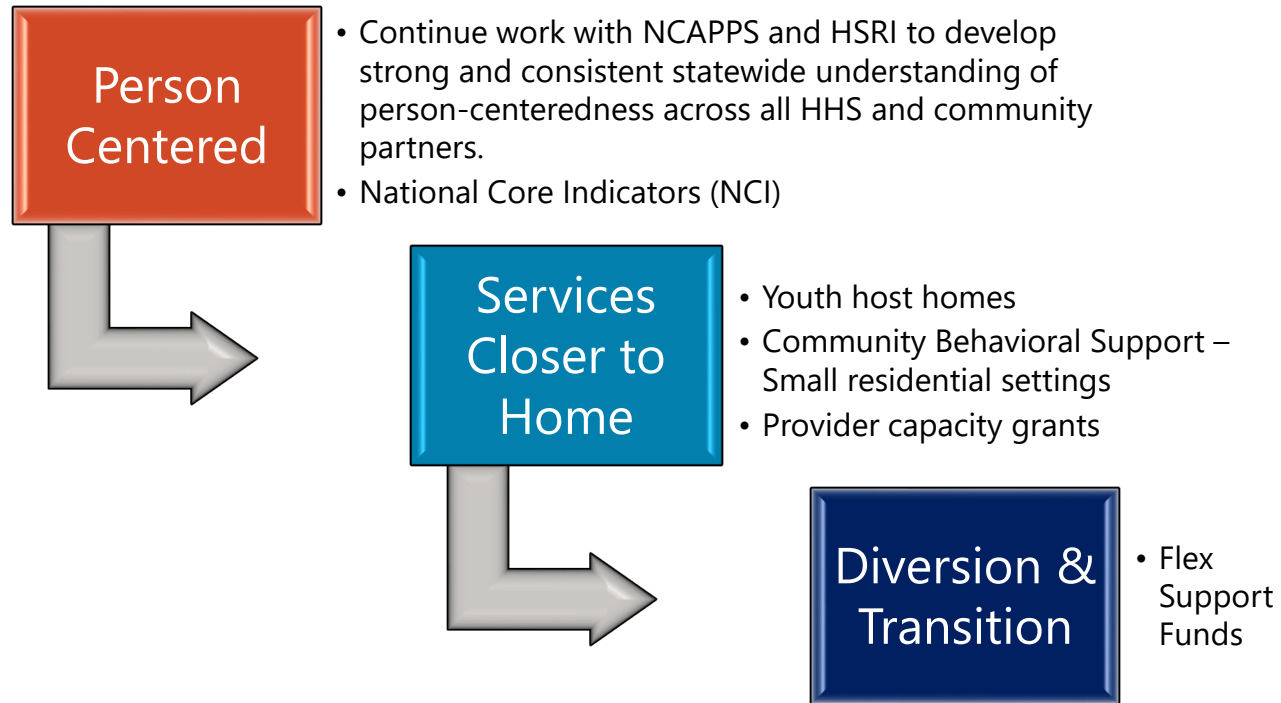 Person
Centered
• Continue work with NCAPPS and HSRI to develop
strong and consistent statewide understanding of
person-centeredness across all HHS and community
partners.
• National Core Indicators (NCI)
Services
Closer to
Home
• Youth host homes
• Community Behavioral Support –
Small residential settings
• Provider capacity grants
Diversion &
Transition
• Flex
Support
Funds